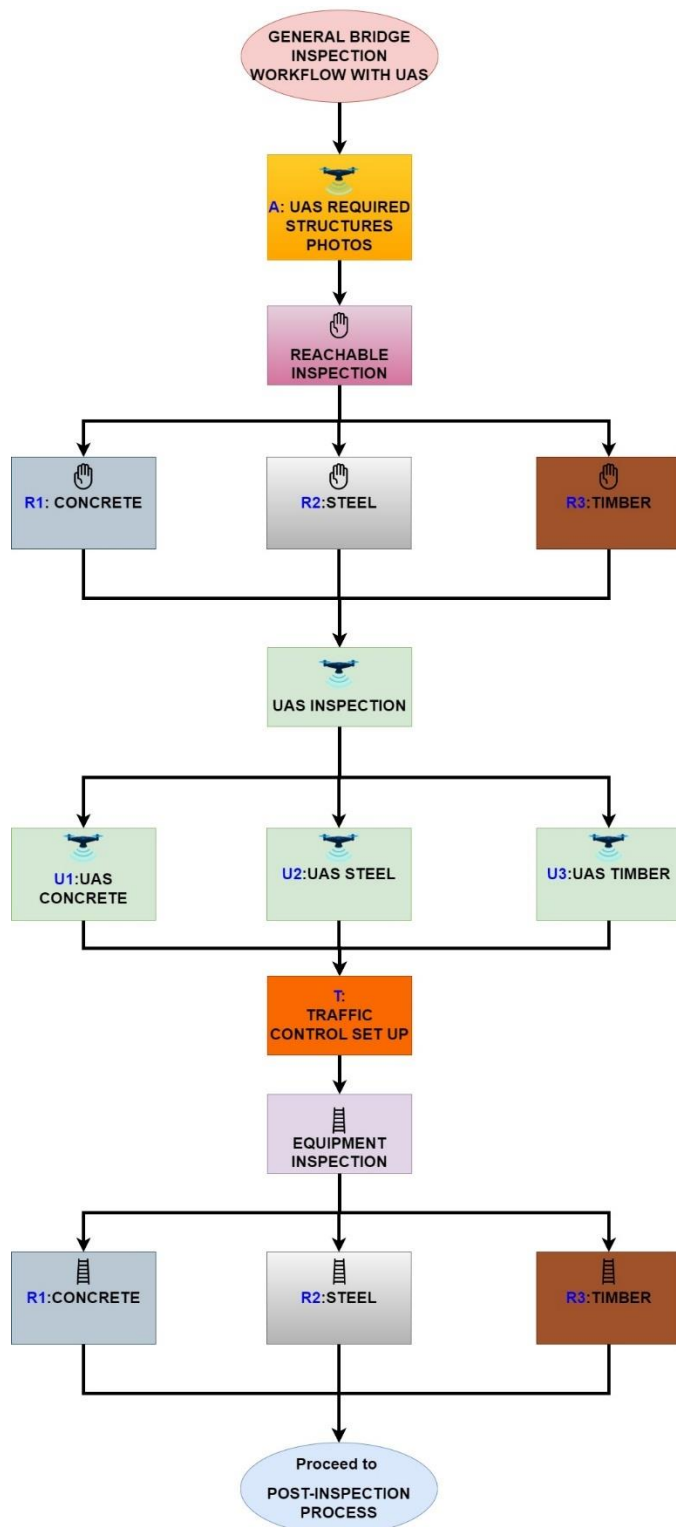 GENERAL BRIDGE
INSPECTION
WORKFLOW WITH UAS
A: UAS REQUIRED
STRUCTURES
PHOTOS
REACHABLE
INSPECTION
R1: CONCRETE
R2:STEEL
R3:TIMBER
UAS INSPECTION
U1:UAS
CONCRETE
U2:UAS STEEL
U3:UAS TIMBER
T:
TRAFFIC
CONTROL SET UP
EQUIPMENT
INSPECTION
R1:CONCRETE
R2:STEEL
R3:TIMBER
Proceed to
POST-INSPECTION
PROCESS